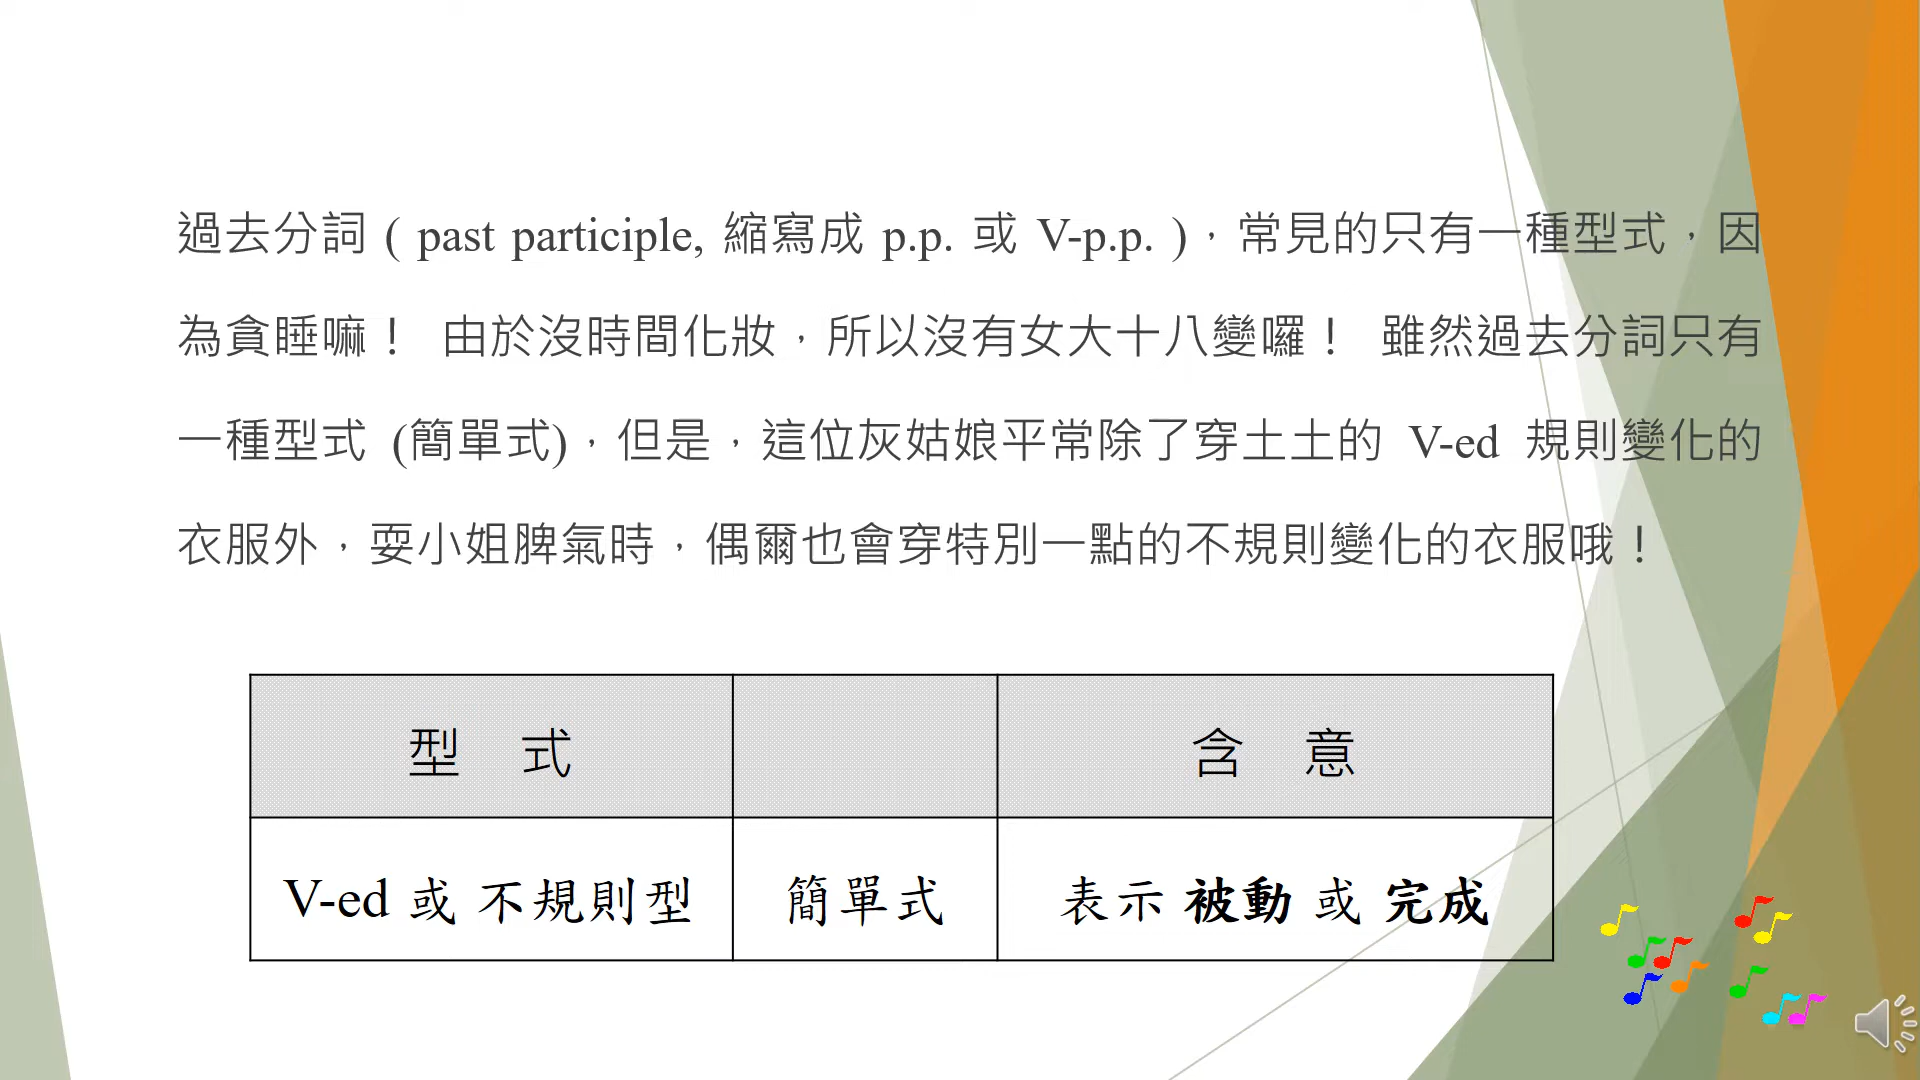 過去分詞 ( past participle, 縮寫成 p.p. 或 V-p.p. )，常見的只有一種型式，因
為貪睡嘛！ 由於沒時間化妝，所以沒有女大十八變囉！ 雖然過去分詞只有
一種型式 (簡單式)，但是，這位灰姑娘平常除了穿土土的 V-ed 規則變化的
衣服外，耍小姐脾氣時，偶爾也會穿特別一點的不規則變化的衣服哦！
型 式 含 意
V-ed 或 不規則型 簡單式 表示 被動 或 完成